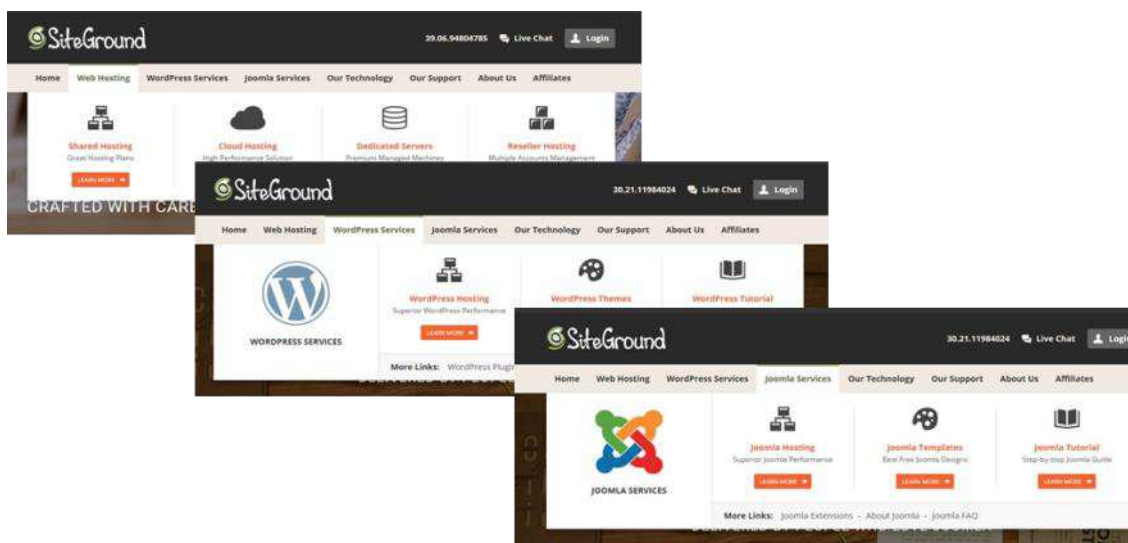 SiteGround
39.06.94804785 Live Chat Login
Home Web Hosting WordPress Services Joomla Services Our Technology Our Support About Us Affiliates
Shared Hosting Cloud Hosting Dedicated Servers Reseller Hosting
Great Hosting Plans High Performance Solution Premium Managed Machines Multiple Accounts Management
LEARN MORE
CRAFTED WITH CARE
SiteGround
30.21.11984024 Live Chat Login
Home Web Hosting WordPress Services Joomla Services Our Technology Our Support About Us Affiliates
WordPress Hosting WordPress Themes WordPress Tutorial
Superior WordPress Performance
LEARN MORE
WORDPRESS SERVICES
More Links: WordPress Plugin
SiteGround
30.21.11984024 Live Chat Login
Home Web Hosting WordPress Services Joomla Services Our Technology Our Support About Us Affiliates
Joomla Hosting Joomla Templates Joomla Tutorial
Superior Joomla Performance Best Free Joomla Designs Step-by-step Joomla Guide
LEARN MORE LEARN MORE LEARN MORE
JOOMLA SERVICES
More Links: Joomla Extensions - About Joomla - Joomla FAQ